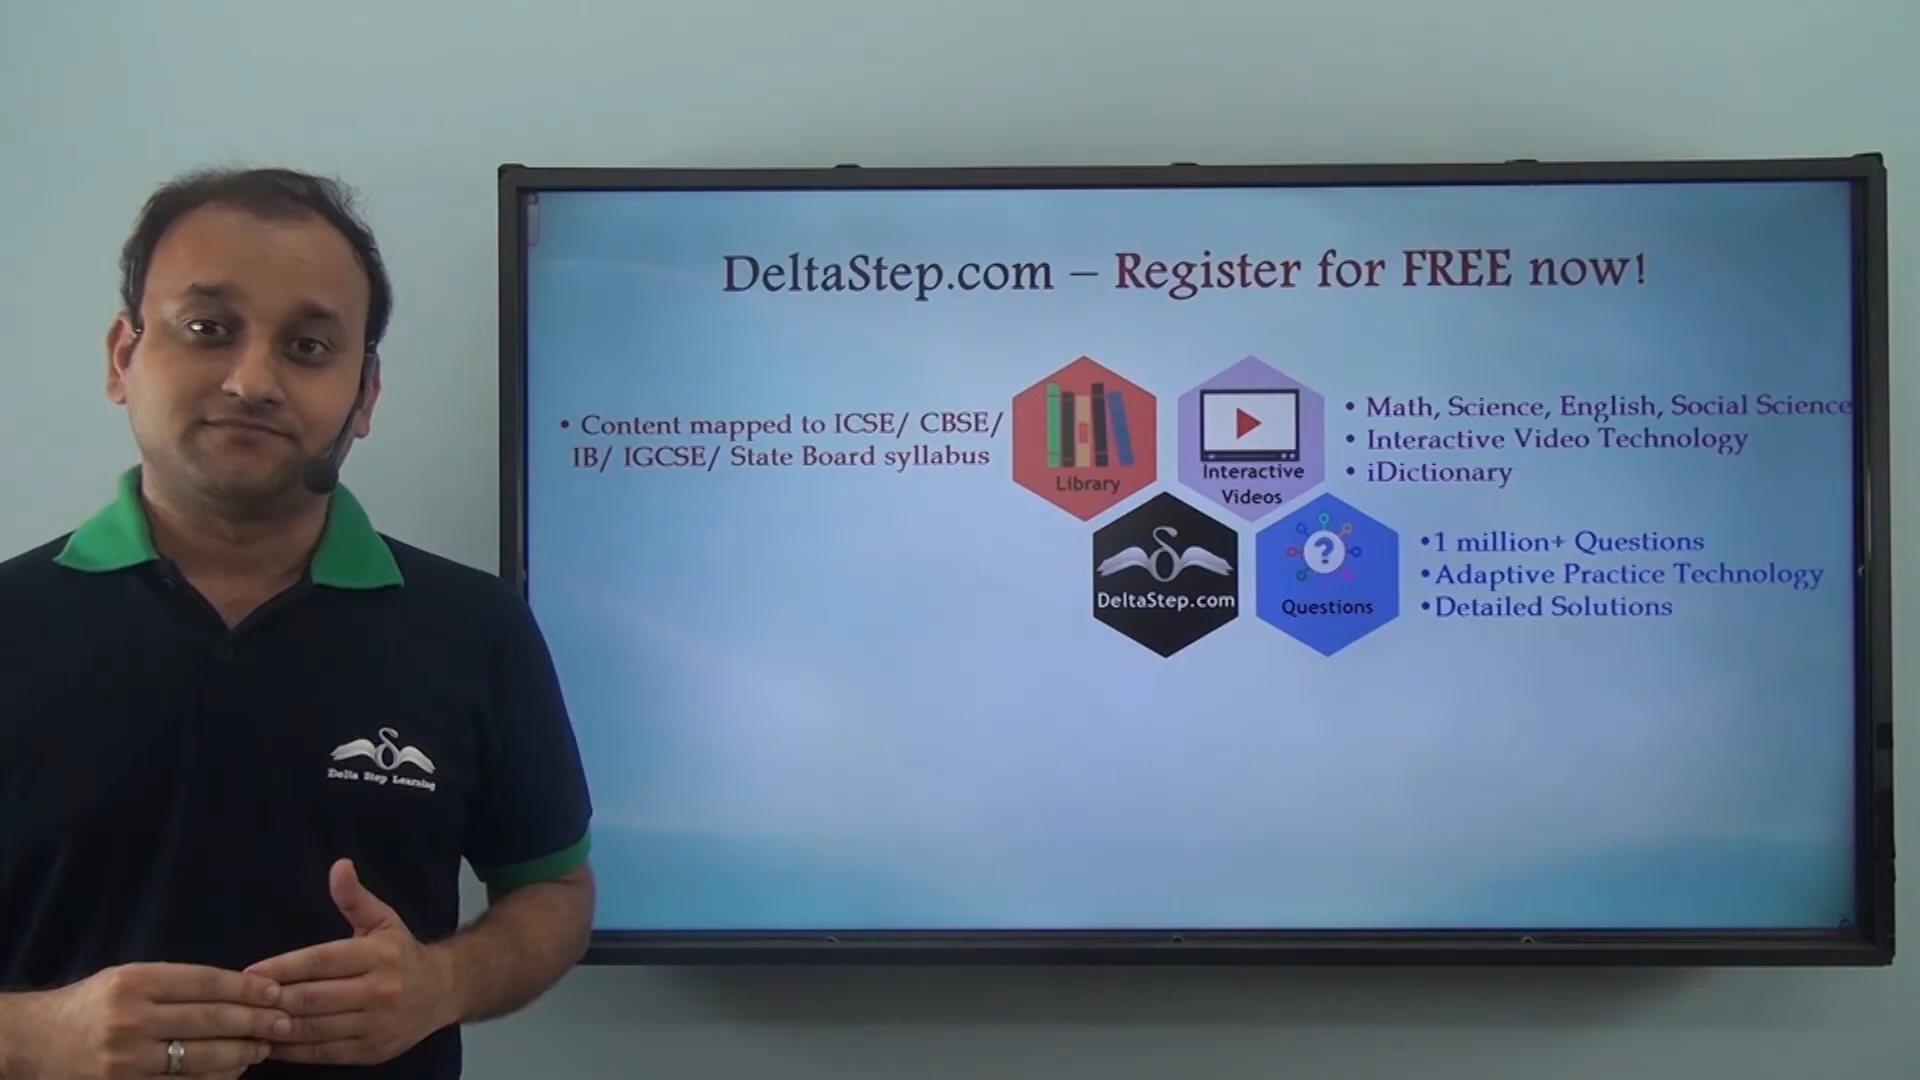 DeltaStep.com – Register for FREE now!
• Content mapped to ICSE/ CBSE/
IB/ IGCSE/ State Board syllabus
Library
Interactive
Videos
• Math, Science, English, Social Science
• Interactive Video Technology
• iDictionary
δ
DeltaStep.com
?
Questions
•1 million+ Questions
•Adaptive Practice Technology
•Detailed Solutions
δ
Delta Step Learning